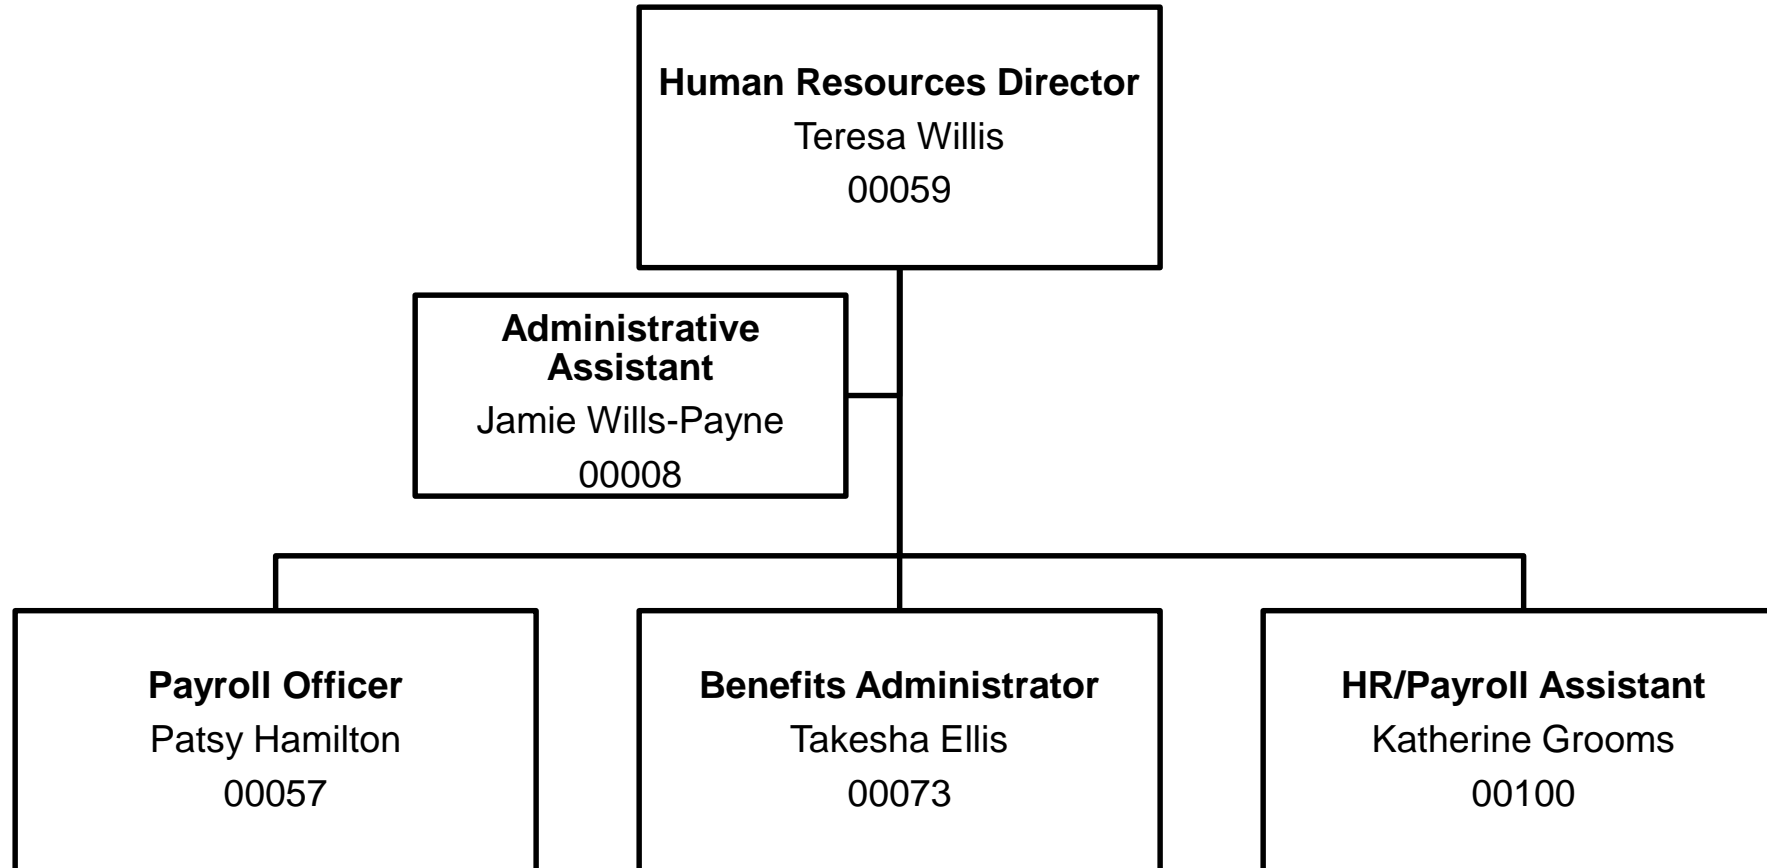 Human Resources Director
Teresa Willis
00059
Administrative
Assistant
Jamie Wills-Payne
00008
Payroll Officer
Patsy Hamilton
00057
Benefits Administrator
Takesha Ellis
00073
HR/Payroll Assistant
Katherine Grooms
00100